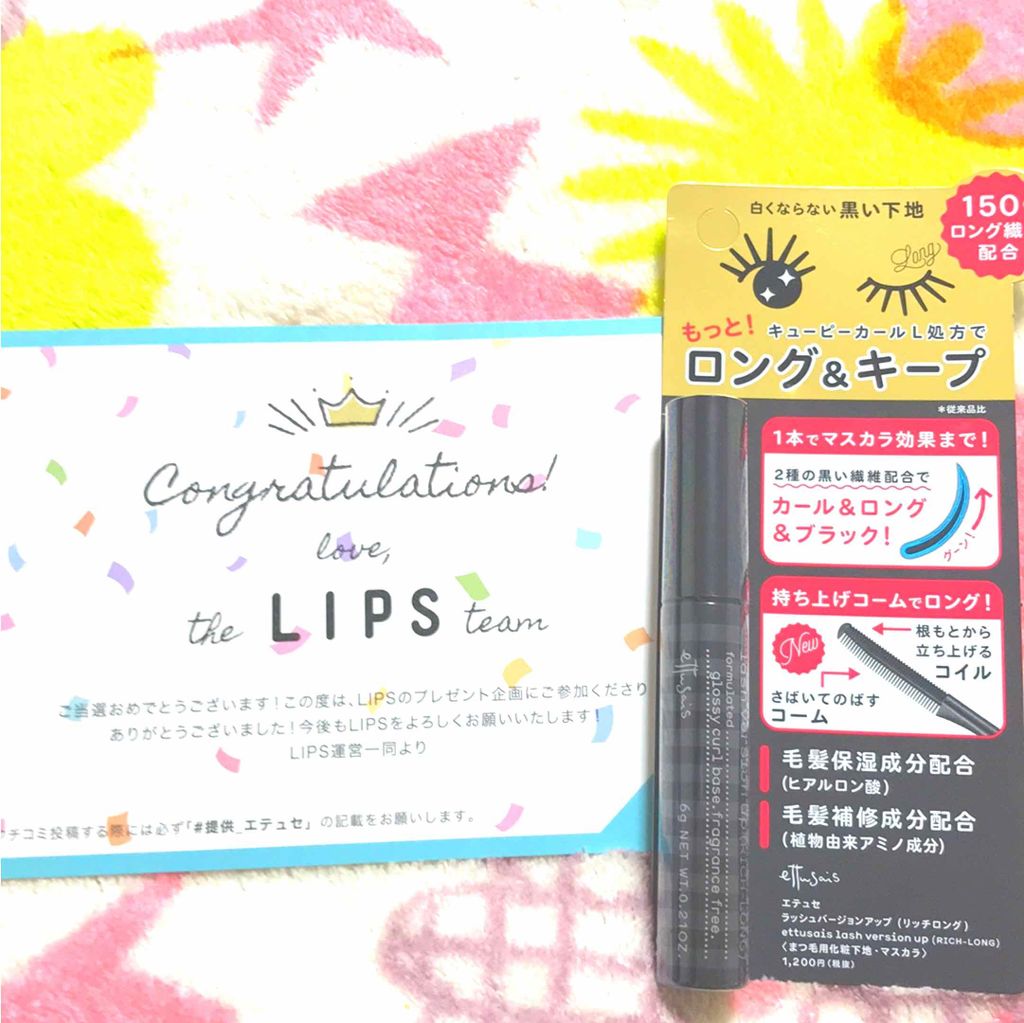 Congratulations!
love,
the LIPS team
ご当選おめでとうございます！この度は、LIPSのプレゼント企画にご参加くださり
ありがとうございました！今後もLIPSをよろしくお願いいたします！
LIPS運営一同より
チコミ投稿する際には必ず「#提供_エテュセ」の記載をお願いします。
白くならない黒い下地
Long
150
ロング繊
配合
もっと！キューピーカールL処方で
ロング&キープ
*従来品比
1本でマスカラ効果まで！
2種の黒い繊維配合で
カール&ロング
&ブラック！
グーン！
持ち上げコームでロング！
New
根もとから
立ち上げる
コイル
さばいてのばす
コーム
毛髪保湿成分配合
(ヒアルロン酸)
毛髪補修成分配合
(植物由来アミノ成分)
ettusais
エテュセ
ラッシュバージョンアップ (リッチロング)
ettusais lash version up (RICH-LONG)
〈まつ毛用化粧下地・マスカラ〉
1,200円(税抜)
ettusais
lash version up (RICH-LONG)
formulated
glossy curl base. fragrance free.
6g NET WT. 0.21OZ.